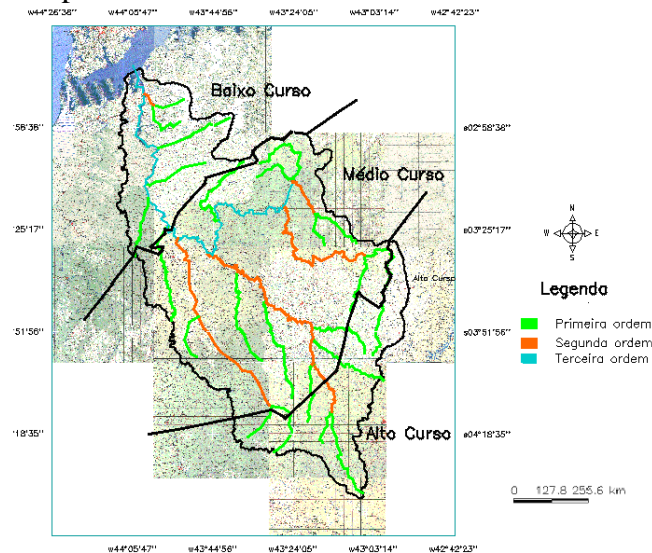 w44°26'36" w44°05'47" w43°44'56" w43°24'05" w43°03'14" w42°42'23"
Baixo Curso
56'36" s02°58'38"
Médio Curso
N
25'17" s03°25'17" W E
S
Alto Curso
Legenda
Primeira ordem
51'56" s03°51'56" Segunda ordem
Terceira ordem
18'35" Alto Curso s04°18'35"
0 127.8 255.6 km
w44°05'47" w43°44'56" w43°24'05" w43°03'14" w42°42'23"